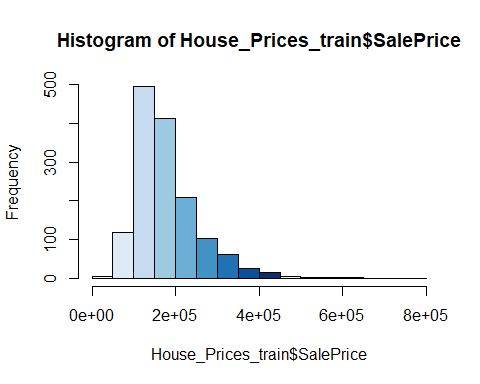 Histogram of House_Prices_train$SalePrice
Frequency
500
300
100
0
0e+00 2e+05 4e+05 6e+05 8e+05
House_Prices_train$SalePrice